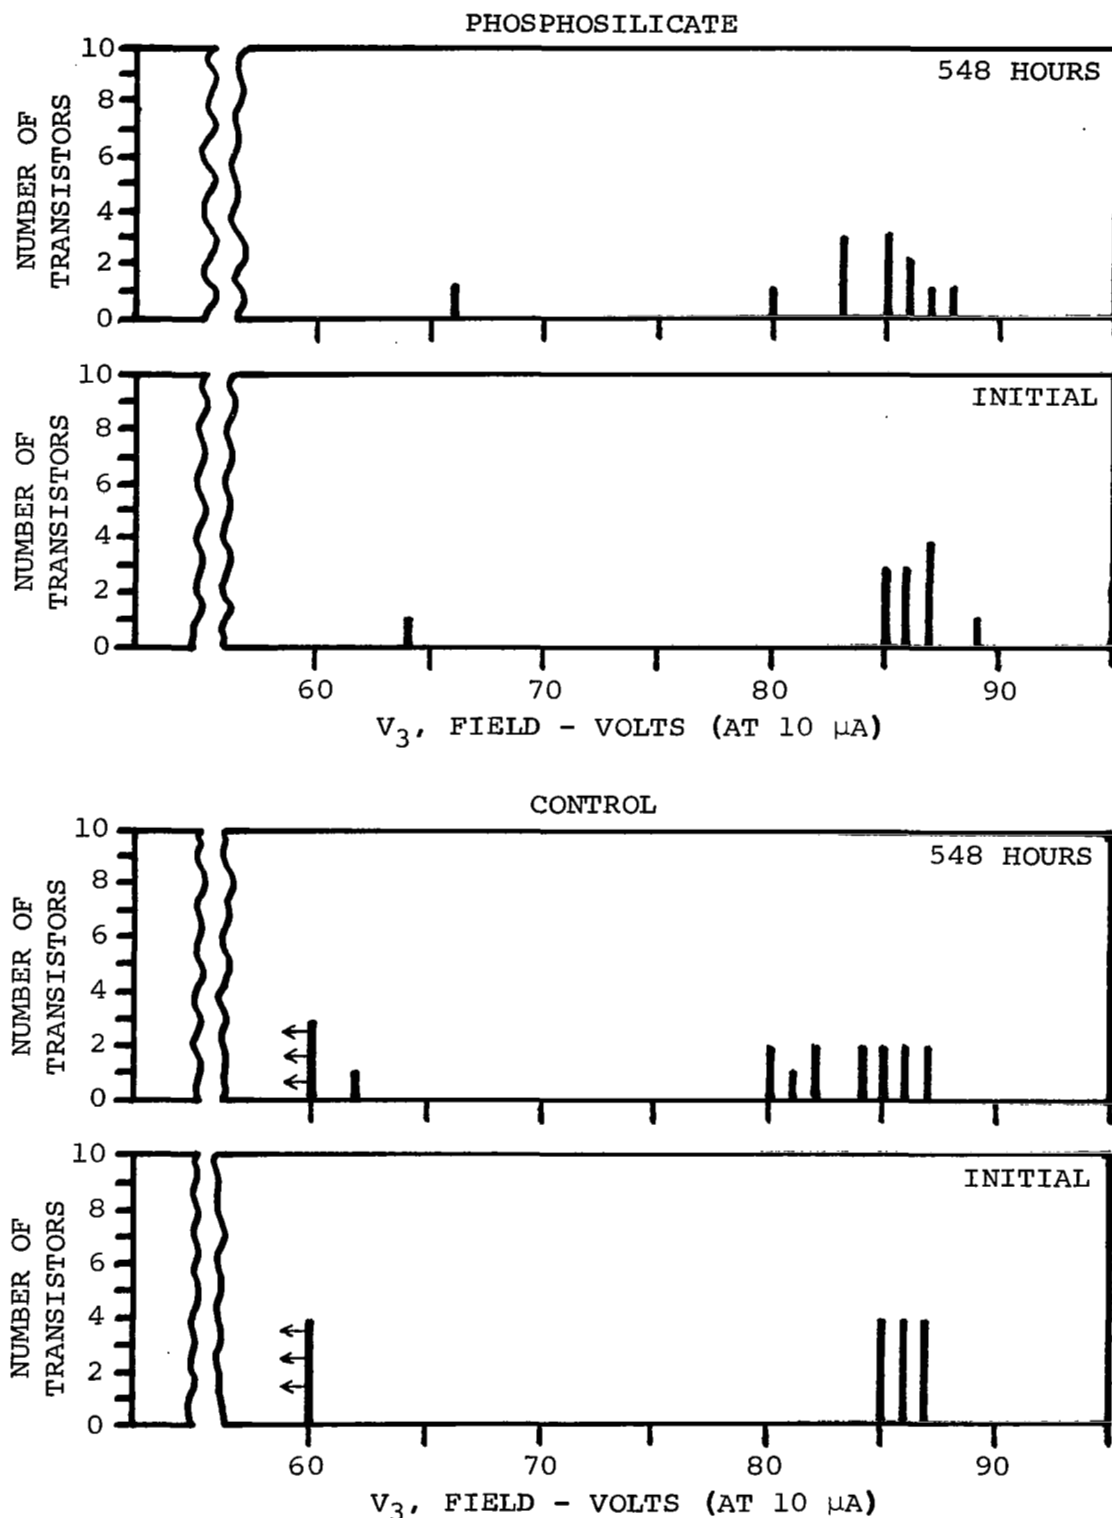 PHOSPHOSILICATE
548 HOURS
NUMBER OF
TRANSISTORS
10
8
6
4
2
0
INITIAL
NUMBER OF
TRANSISTORS
10
8
6
4
2
0
60 70 80 90
V3, FIELD - VOLTS (AT 10 µA)
CONTROL
548 HOURS
NUMBER OF
TRANSISTORS
10
8
6
4
2
0
INITIAL
NUMBER OF
TRANSISTORS
10
8
6
4
2
0
60 70 80 90
V3, FIELD - VOLTS (AT 10 µA)